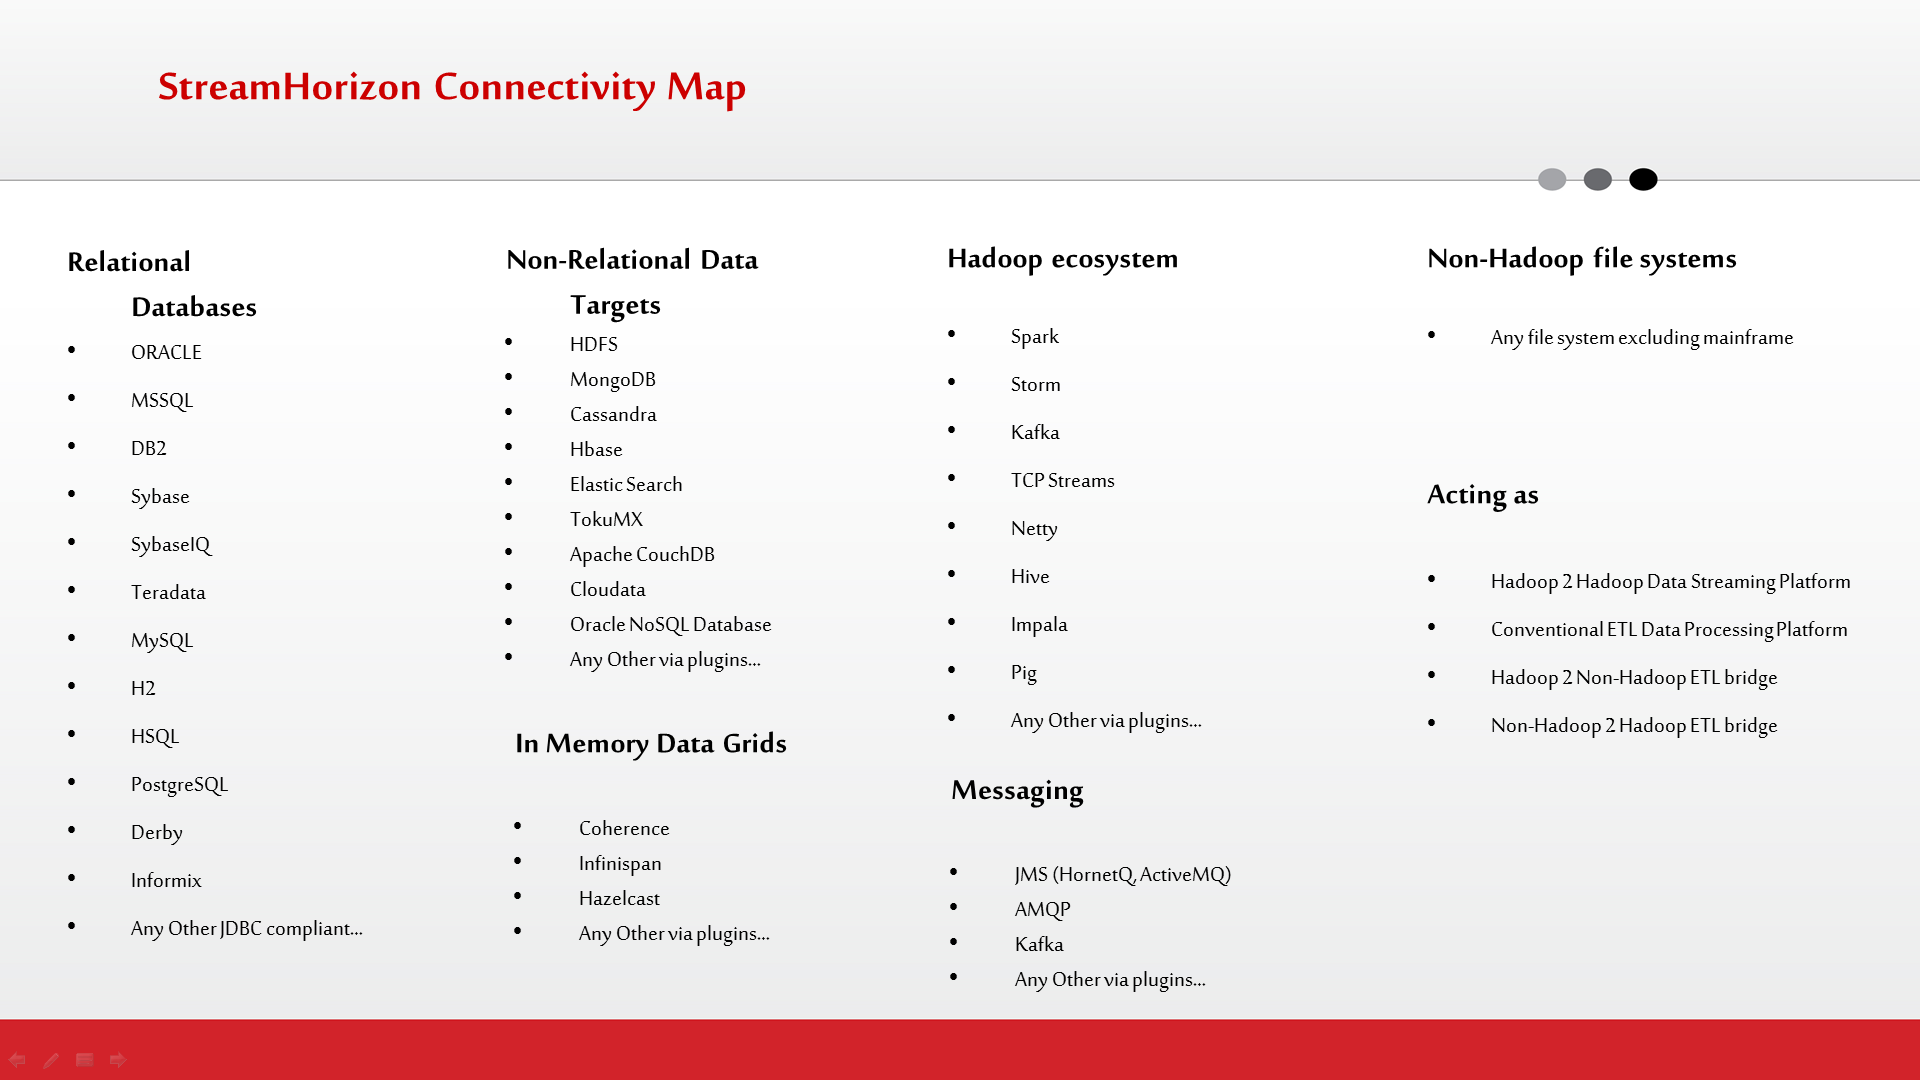 StreamHorizon Connectivity Map
Relational
Databases
• ORACLE
• MSSQL
• DB2
• Sybase
• SybaseIQ
• Teradata
• MySQL
• H2
• HSQL
• PostgreSQL
• Derby
• Informix
• Any Other JDBC compliant...
Non-Relational Data
Targets
• HDFS
• MongoDB
• Cassandra
• Hbase
• Elastic Search
• TokuMX
• Apache CouchDB
• Cloudata
• Oracle NoSQL Database
• Any Other via plugins...
In Memory Data Grids
• Coherence
• Infinispan
• Hazelcast
• Any Other via plugins...
Hadoop ecosystem
• Spark
• Storm
• Kafka
• TCP Streams
• Netty
• Hive
• Impala
• Pig
• Any Other via plugins...
Messaging
• JMS (HornetQ, ActiveMQ)
• AMQP
• Kafka
• Any Other via plugins...
Non-Hadoop file systems
• Any file system excluding mainframe
Acting as
• Hadoop 2 Hadoop Data Streaming Platform
• Conventional ETL Data Processing Platform
• Hadoop 2 Non-Hadoop ETL bridge
• Non-Hadoop 2 Hadoop ETL bridge